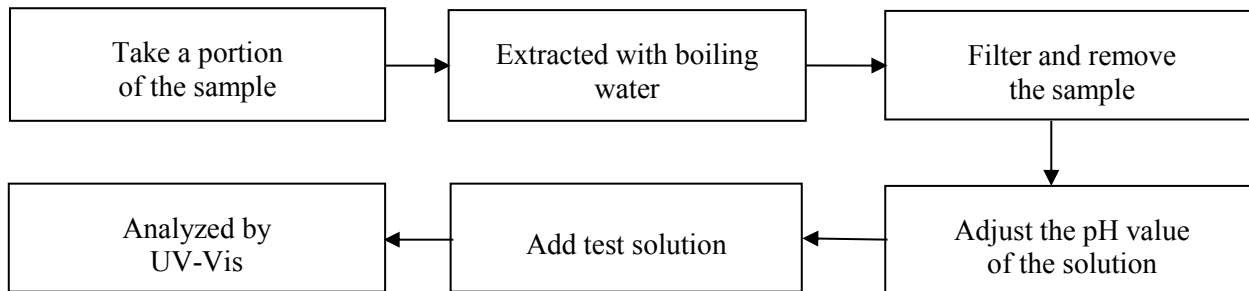 Take a portion
of the sample
Extracted with boiling
water
Filter and remove
the sample
Adjust the pH value
of the solution
Add test solution
Analyzed by
UV-Vis